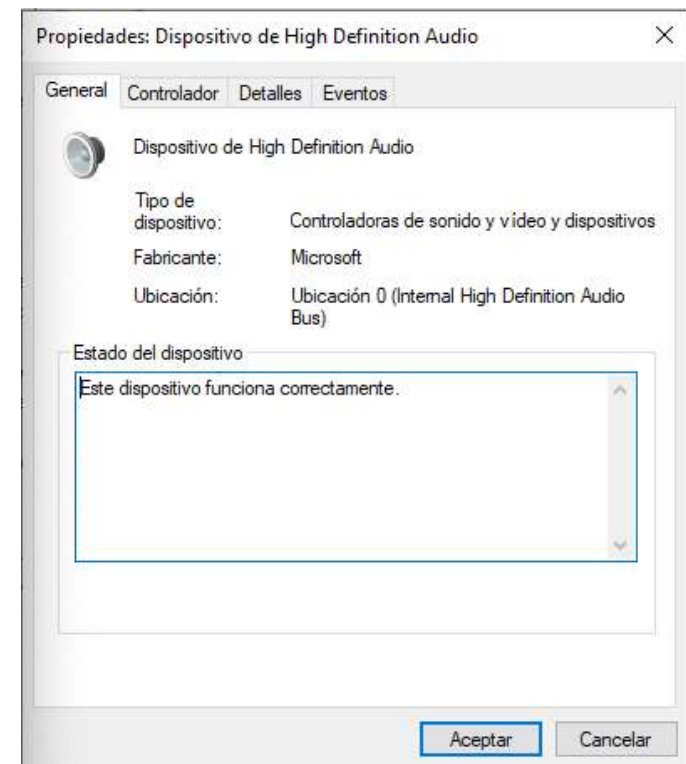 Propiedades: Dispositivo de High Definition Audio
General Controlador Detalles Eventos
Dispositivo de High Definition Audio
Tipo de
dispositivo: Controladoras de sonido y vídeo y dispositivos
Fabricante: Microsoft
Ubicación: Ubicación 0 (Internal High Definition Audio
Bus)
Estado del dispositivo
Este dispositivo funciona correctamente.
Aceptar Cancelar